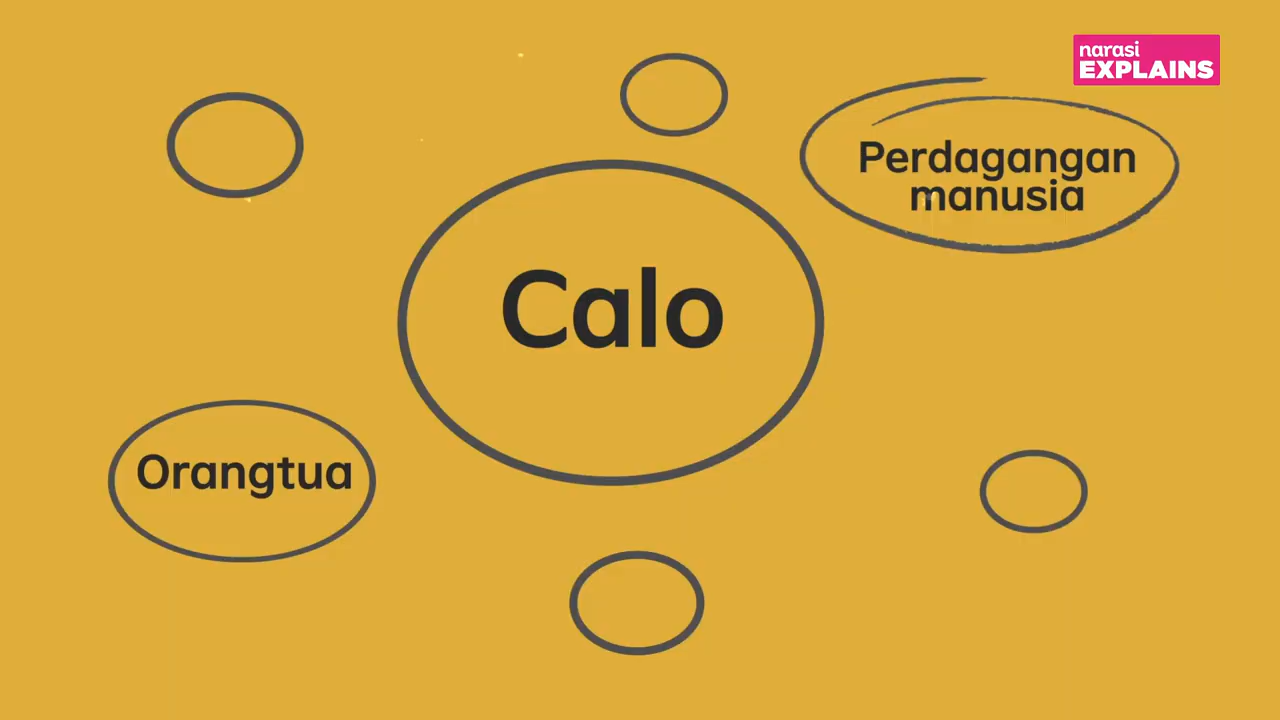 narasi
EXPLAINS
Perdagangan
manusia
Calo
Orangtua